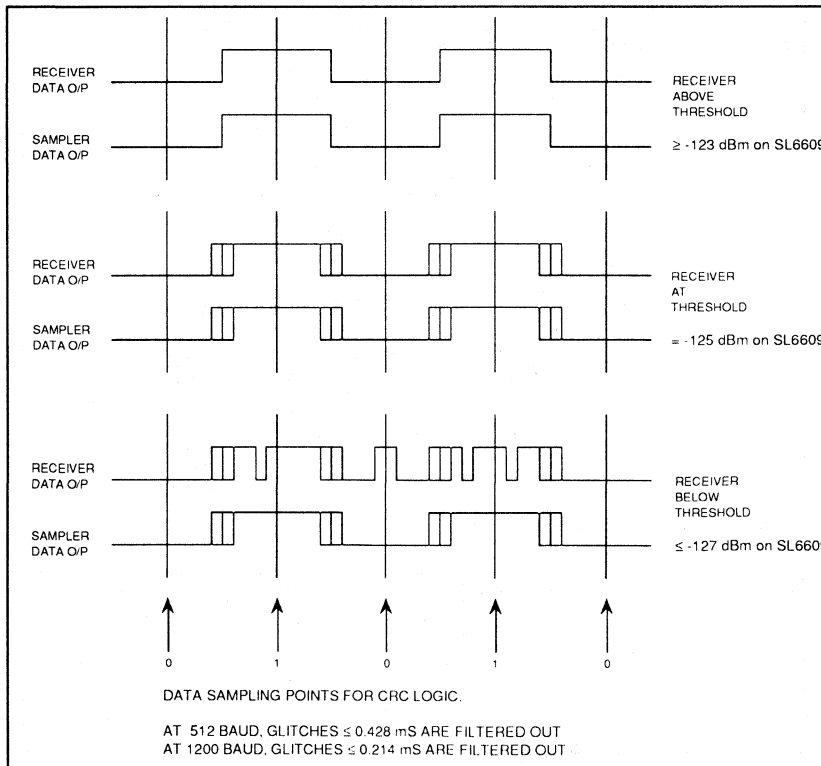 RECEIVER
DATA O/P
RECEIVER
ABOVE
THRESHOLD
SAMPLER
DATA O/P
≥ -123 dBm on SL6609
RECEIVER
DATA O/P
RECEIVER
AT
THRESHOLD
SAMPLER
DATA O/P
= -125 dBm on SL6609
RECEIVER
DATA O/P
RECEIVER
BELOW
THRESHOLD
SAMPLER
DATA O/P
≤ -127 dBm on SL660
0 1 0 1 0
DATA SAMPLING POINTS FOR CRC LOGIC.
AT 512 BAUD, GLITCHES ≤ 0.428 mS ARE FILTERED OUT
AT 1200 BAUD, GLITCHES ≤ 0.214 mS ARE FILTERED OUT